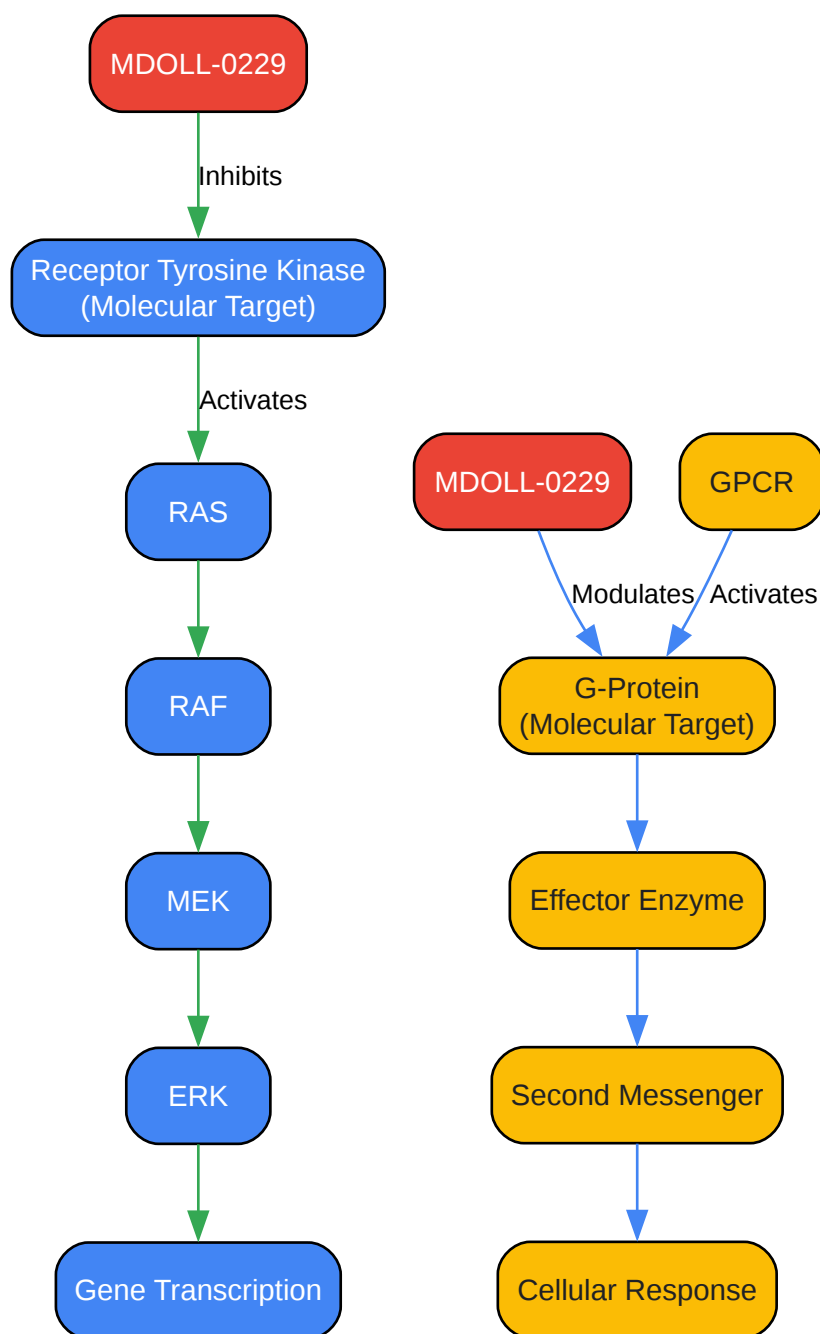 MDOLL-0229
Inhibits
Receptor Tyrosine Kinase
(Molecular Target)
Activates
RAS
RAF
MEK
ERK
Gene Transcription
MDOLL-0229
GPCR
Modulates
Activates
G-Protein
(Molecular Target)
Effector Enzyme
Second Messenger
Cellular Response